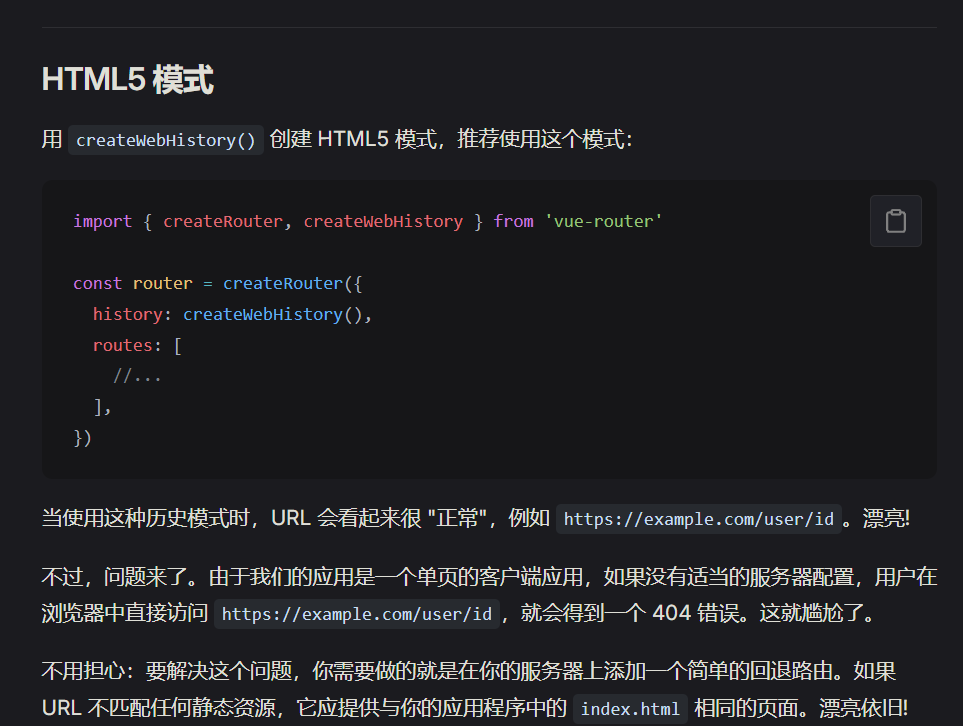 HTML5 模式
用 createWebHistory() 创建 HTML5 模式，推荐使用这个模式：
import { createRouter, createWebHistory } from 'vue-router'
const router = createRouter({
  history: createWebHistory(),
  routes: [
    //...
  ],
})
当使用这种历史模式时，URL 会看起来很 "正常"，例如 https://example.com/user/id。漂亮!
不过，问题来了。由于我们的应用是一个单页的客户端应用，如果没有适当的服务器配置，用户在
浏览器中直接访问 https://example.com/user/id，就会得到一个 404 错误。这就尴尬了。
不用担心：要解决这个问题，你需要做的就是在你的服务器上添加一个简单的回退路由。如果
URL 不匹配任何静态资源，它应提供与你的应用程序中的 index.html 相同的页面。漂亮依旧!